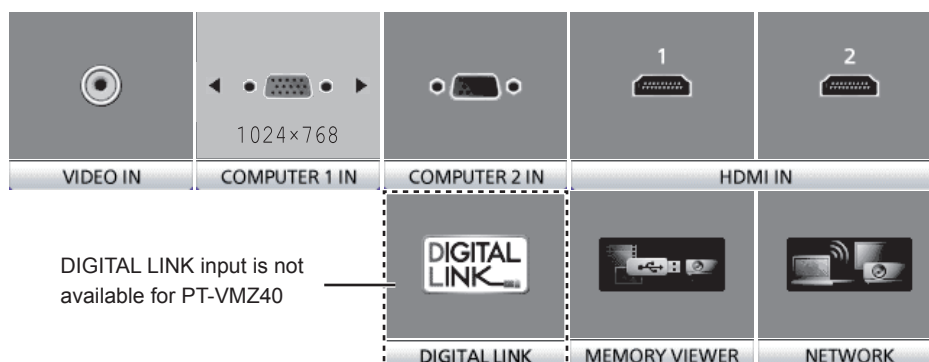 1 2
1024×768
VIDEO IN COMPUTER 1 IN COMPUTER 2 IN HDMI IN
DIGITAL
LINK
DIGITAL LINK input is not
available for PT-VMZ40
DIGITAL LINK MEMORY VIEWER NETWORK